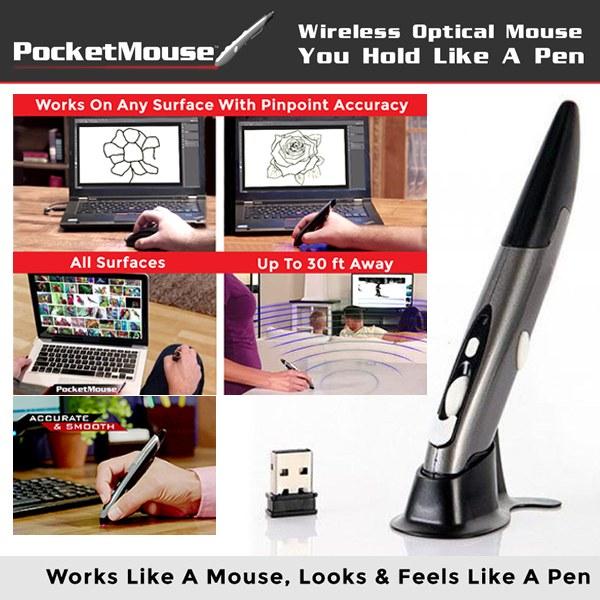 PocketMouse
Wireless Optical Mouse
You Hold Like A Pen
Works On Any Surface With Pinpoint Accuracy
All Surfaces
Up To 30 ft Away
PocketMouse
ACCURATE
& SMOOTH
Works Like A Mouse, Looks & Feels Like A Pen